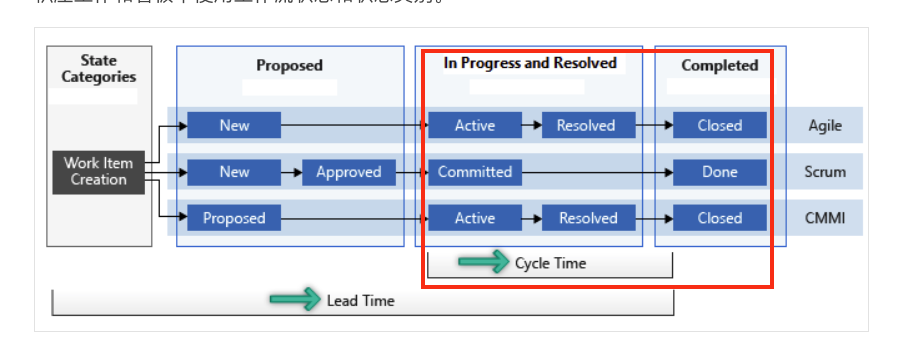 State
Categories
Proposed
In Progress and Resolved
Completed
New
Active
Resolved
Closed
Agile
Work Item
Creation
New
Approved
Committed
Done
Scrum
Proposed
Active
Resolved
Closed
CMMI
Cycle Time
Lead Time